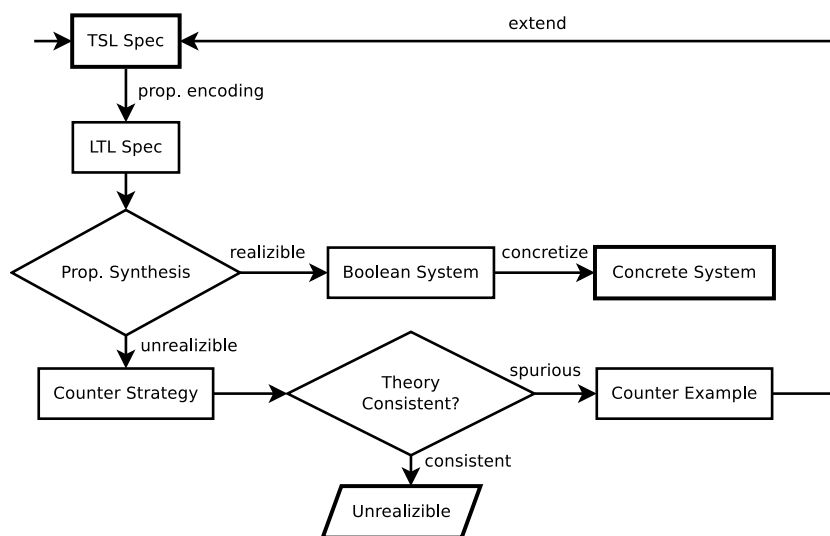 extend
TSL Spec
prop. encoding
LTL Spec
Prop. Synthesis
realizible
Boolean System
concretize
Concrete System
unrealizible
Counter Strategy
Theory
Consistent?
spurious
Counter Example
consistent
Unrealizible